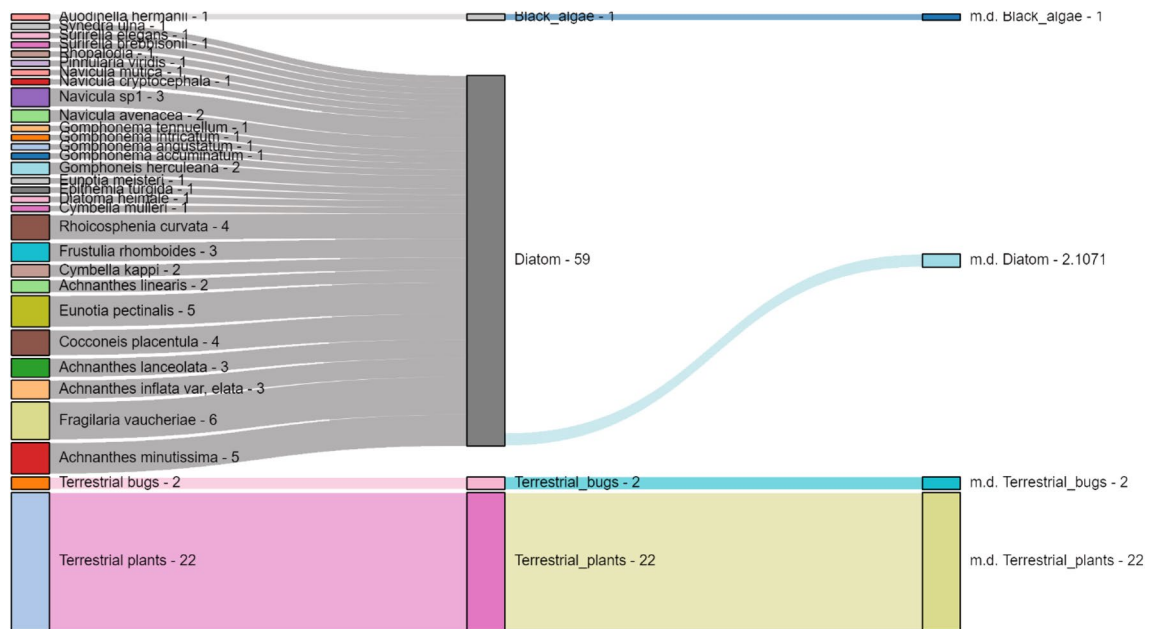 Auodinella hermanii - 1
Synedra ulna - 1
Surirella elegans - 1
Surirella brebbisonii - 1
Rhopalodia - 1
Pinnularia viridis - 1
Navicula mutica - 1
Navicula cryptocephala - 1
Navicula sp1 - 3
Navicula avenacea - 2
Gomphonema tennuellum - 1
Gomphonema intricatum - 1
Gomphonema angustatum - 1
Gomphonema accuminatum - 1
Gomphoneis herculeana - 2
Eunotia meisteri - 1
Epithemia turgida - 1
Diatoma heimale - 1
Cymbella mulleri - 1
Rhoicosphenia curvata - 4
Frustulia rhomboides - 3
Cymbella kappi - 2
Achnanthes linearis - 2
Eunotia pectinalis - 5
Cocconeis placentula - 4
Achnanthes lanceolata - 3
Achnanthes inflata var, elata - 3
Fragilaria vaucheriae - 6
Achnanthes minutissima - 5
Terrestrial bugs - 2
Terrestrial plants - 22
Black_algae - 1
Diatom - 59
Terrestrial_bugs - 2
Terrestrial_plants - 22
m.d. Black_algae - 1
m.d. Diatom - 2.1071
m.d. Terrestrial_bugs - 2
m.d. Terrestrial_plants - 22